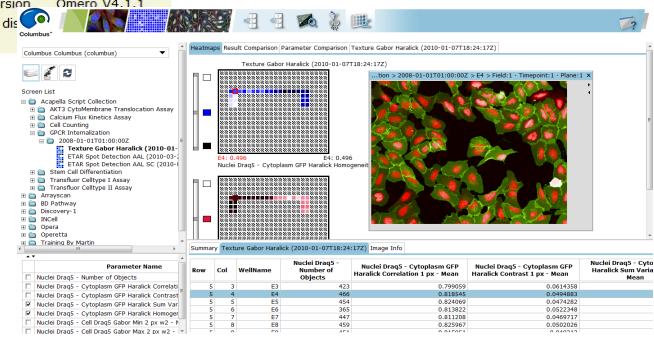 rsion Omero V4.1.1
dis
Columbus™
Columbus Columbus (columbus)
Screen List
Acapella Script Collection
AKT3 CytoMembrane Translocation Assay
Calcium Flux Kinetics Assay
Cell Counting
GPCR Internalization
2008-01-01T01:00:00Z
Texture Gabor Haralick (2010-01-
ETAR Spot Detection AAL (2010-03-
ETAR Spot Detection AAL SC (2010-
Stem Cell Differentiation
Transfluor Celltype I Assay
Transfluor Celltype II Assay
Arrayscan
BD Pathway
Discovery-1
INCell
Opera
Operetta
Training By Martin
Parameter Name
Nuclei Draq5 - Number of Objects
Nuclei Draq5 - Cytoplasm GFP Haralick Correlati
Nuclei Draq5 - Cytoplasm GFP Haralick Contrast
Nuclei Draq5 - Cytoplasm GFP Haralick Sum Var
Nuclei Draq5 - Cytoplasm GFP Haralick Homoger
Nuclei Draq5 - Cell Draq5 Gabor Min 2 px w2 - M
Nuclei Draq5 - Cell Draq5 Gabor Max 2 px w2 -
Heatmaps Result Comparison Parameter Comparison Texture Gabor Haralick (2010-01-07T18:24:17Z)
Texture Gabor Haralick (2010-01-07T18:24:17Z)
E4: 0.496 E4: 0.496
Nuclei Draq5 - Cytoplasm GFP Haralick Homogeneit
...tion > 2008-01-01T01:00:00Z > E4 > Field:1 - Timepoint:1 - Plane:1 ×
Summary Texture Gabor Haralick (2010-01-07T18:24:17Z) Image Info
Row Col WellName Nuclei Draq5 - Number of Objects Nuclei Draq5 - Cytoplasm GFP Haralick Correlation 1 px - Mean Nuclei Draq5 - Cytoplasm GFP Haralick Contrast 1 px - Mean Nuclei Draq5 - Cyto Haralick Sum Varia Mean
5 3 E3 423 0.799059 0.0614358
5 4 E4 466 0.818545 0.0494883
5 5 E5 454 0.824069 0.0474282
5 6 E6 365 0.813822 0.0522348
5 7 E7 447 0.811208 0.0469717
5 8 E8 459 0.825967 0.0502026